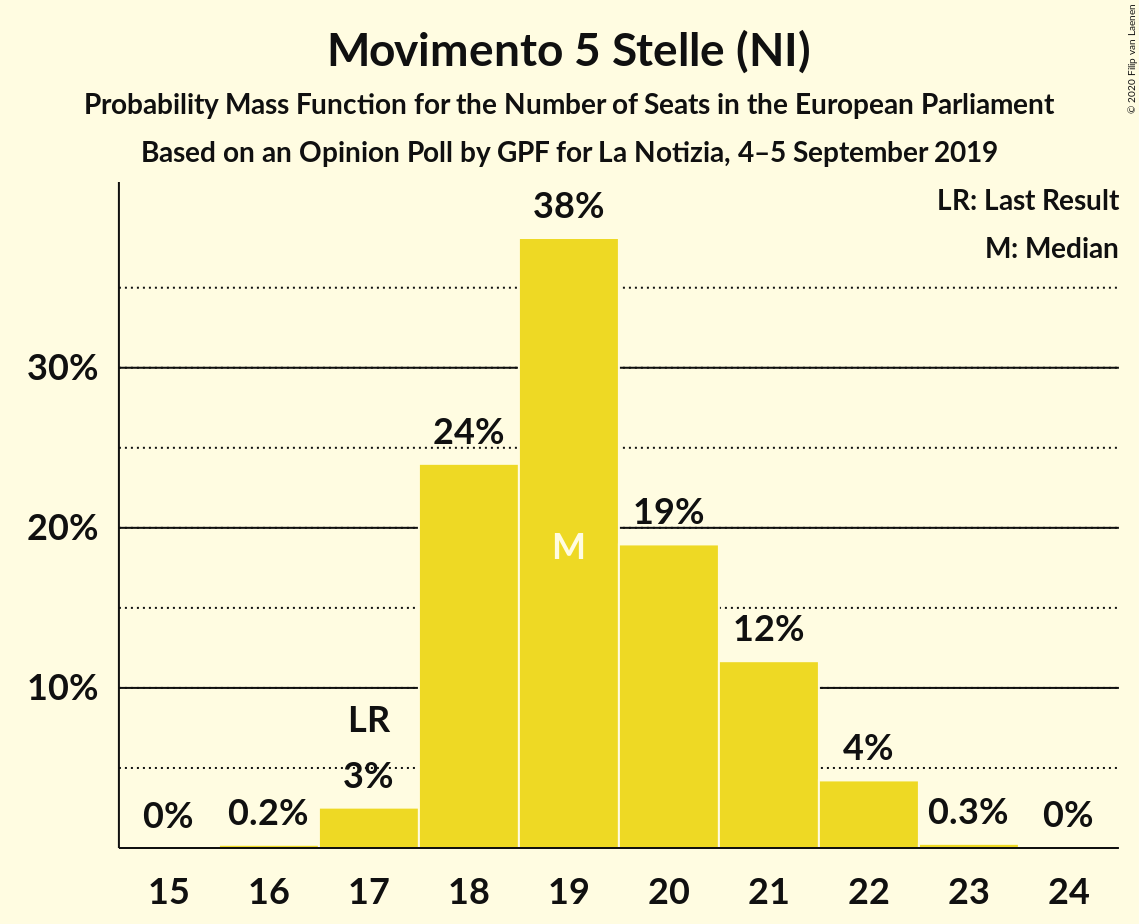 Movimento 5 Stelle (NI)
Probability Mass Function for the Number of Seats in the European Parliament
Based on an Opinion Poll by GPF for La Notizia, 4–5 September 2019
© 2020 Filip van Laenen
LR: Last Result
M: Median
38%
30%
24%
20%
19%
M
12%
10%
LR
4%
3%
0%
0.2%
0.3%
0%
15 16 17 18 19 20 21 22 23 24